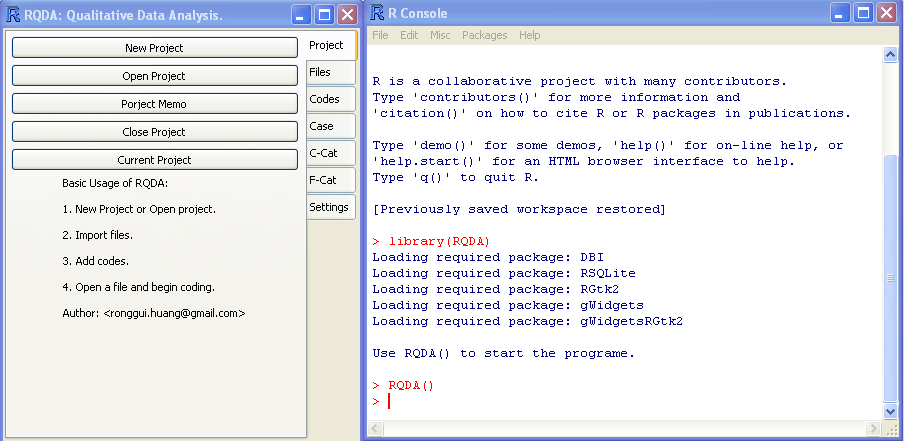 RQDA: Qualitative Data Analysis.
New Project
Open Project
Porject Memo
Close Project
Current Project
Basic Usage of RQDA:
1. New Project or Open project.
2. Import files.
3. Add codes.
4. Open a file and begin coding.
Author: <ronggui.huang@gmail.com>
Project
Files
Codes
Case
C-Cat
F-Cat
Settings
R Console
File Edit Misc Packages Help
R is a collaborative project with many contributors.
Type 'contributors()' for more information and
'citation()' on how to cite R or R packages in publications.
Type 'demo()' for some demos, 'help()' for on-line help, or
'help.start()' for an HTML browser interface to help.
Type 'q()' to quit R.
[Previously saved workspace restored]
> library(RQDA)
Loading required package: DBI
Loading required package: RSQLite
Loading required package: RGtk2
Loading required package: gWidgets
Loading required package: gWidgetsRGtk2
Use RQDA() to start the programe.
> RQDA()
>